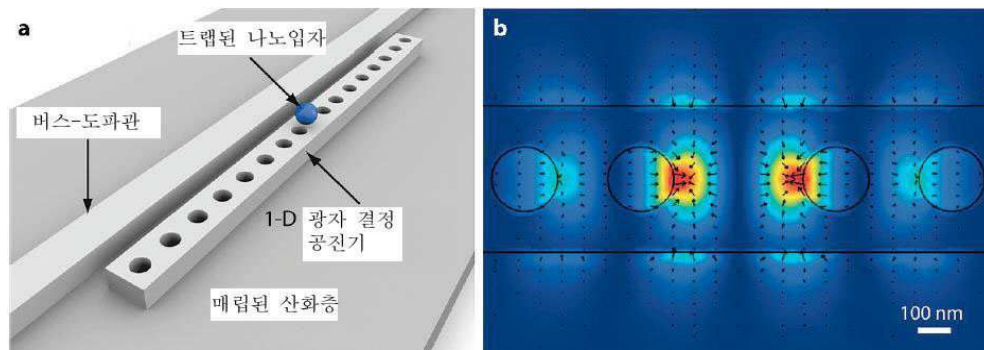 a
트랩된 나노입자
버스-도파관
1-D 광자 결정
공진기
매립된 산화층
b
100 nm